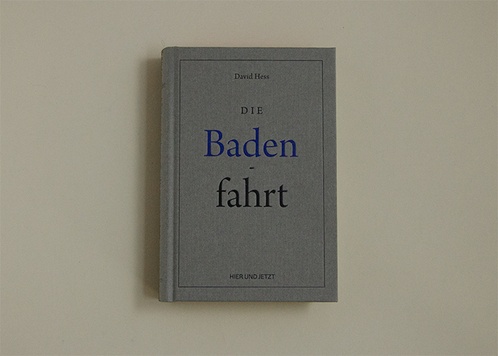 David Hess
DIE
Baden
-
fahrt
HIER UND JETZT